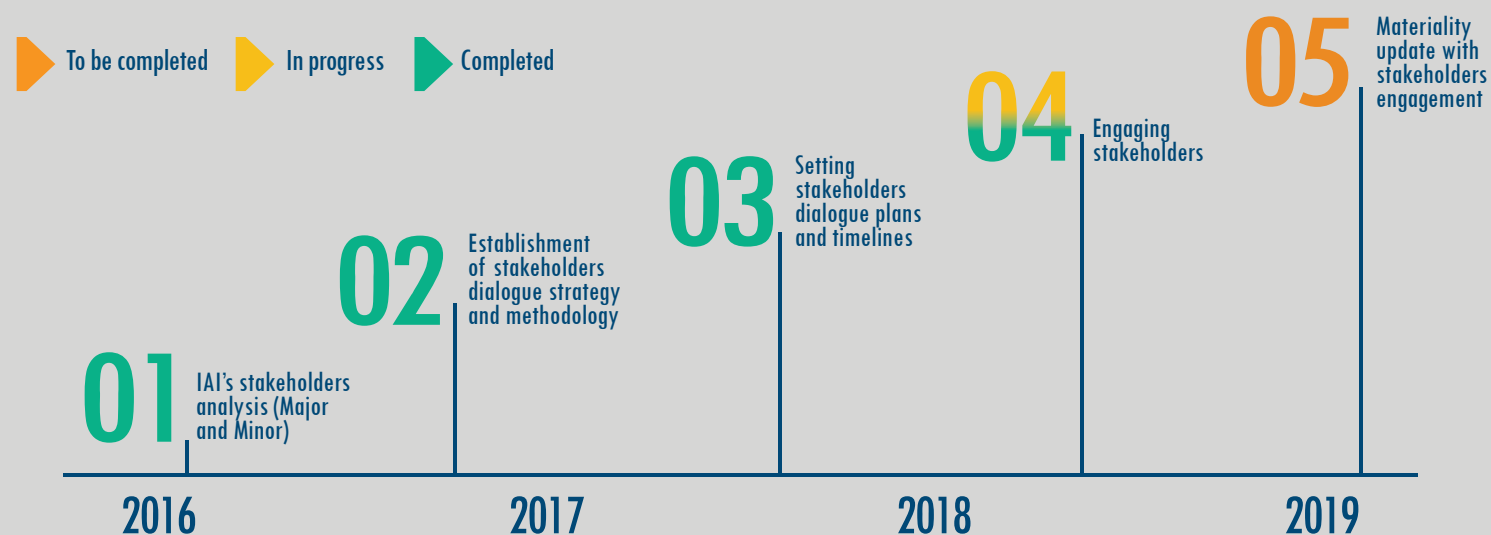 To be completed
In progress
Completed
01
IAI's stakeholders
analysis (Major
and Minor)
02
Establishment
of stakeholders
dialogue strategy
and methodology
03
Setting
stakeholders
dialogue plans
and timelines
04
Engaging
stakeholders
05
Materiality
update with
stakeholders
engagement
2016
2017
2018
2019